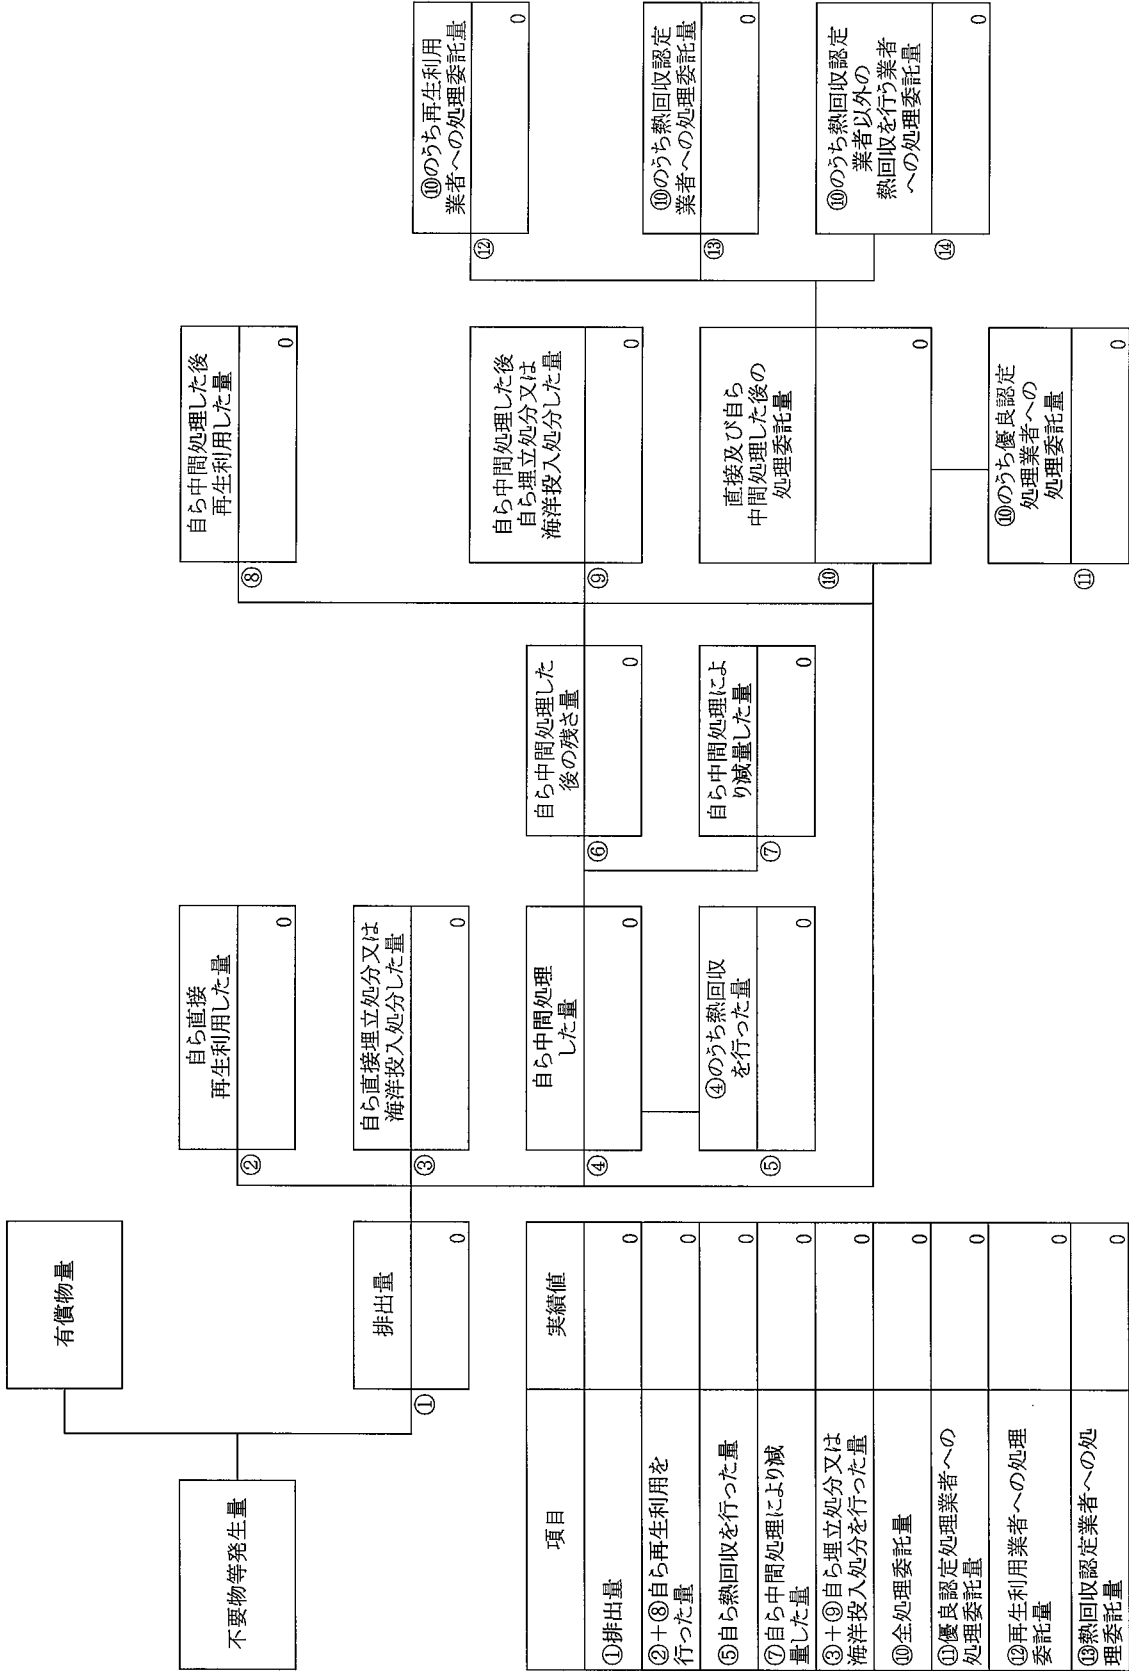 不要物等発生量
有償物量
排出量
①
0
自ら直接
再生利用した量
②
0
自ら直接埋立処分又は
海洋投入処分した量
③
0
自ら中間処理
した量
④
0
④のうち熱回収
を行った量
⑤
0
自ら中間処理した
後の残さ量
⑥
0
自ら中間処理によ
り減量した量
⑦
0
自ら中間処理した後
再生利用した量
⑧
0
自ら中間処理した後
自ら埋立処分又は
海洋投入処分した量
⑨
0
直接及び自ら
中間処理した後の
処理委託量
⑩
0
⑩のうち優良認定
処理業者への
処理委託量
⑪
0
⑩のうち再生利用
業者への処理委託量
⑫
0
⑩のうち熱回収認定
業者への処理委託量
⑬
0
⑩のうち熱回収認定
業者以外の
熱回収を行う業者
への処理委託量
⑭
0
項目 実績値
①排出量 0
②+⑧自ら再生利用を
行った量 0
⑤自ら熱回収を行った量 0
⑦自ら中間処理により減
量した量 0
③+⑨自ら埋立処分又は
海洋投入処分を行った量 0
⑩全処理委託量 0
⑪優良認定処理業者への
処理委託量 0
⑫再生利用業者への処理
委託量 0
⑬熱回収認定業者への処
理委託量 0